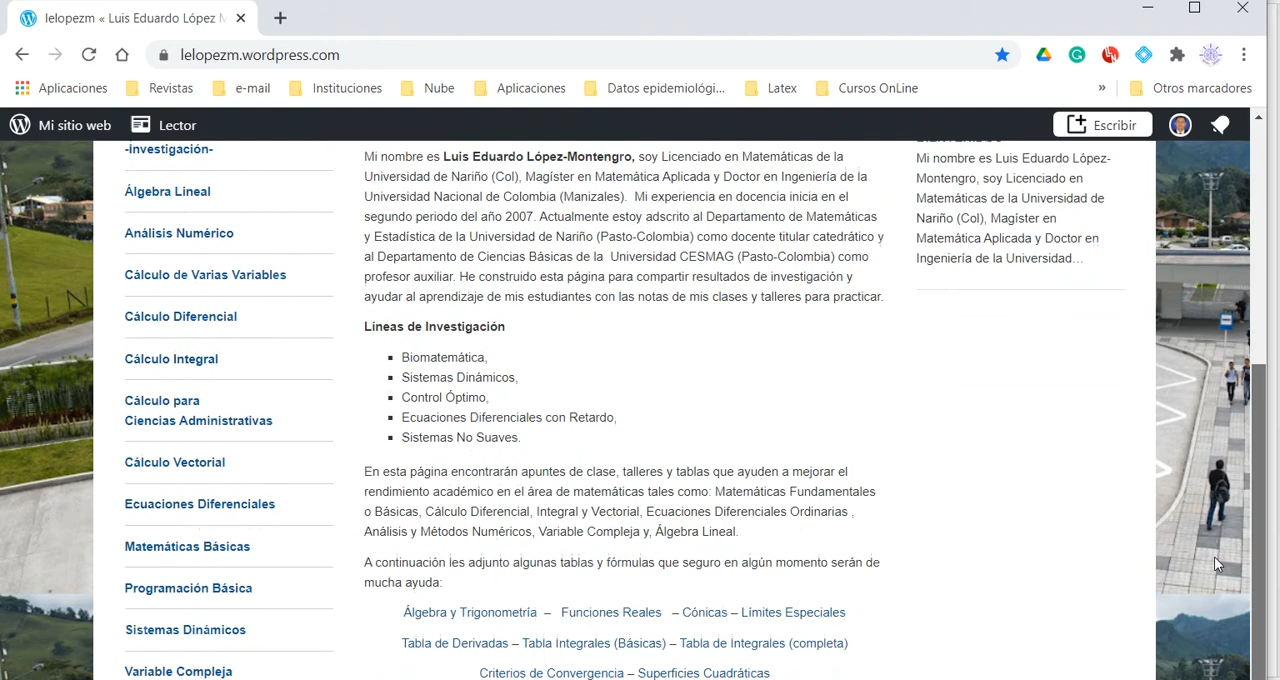 lelopezm « Luis Eduardo López M
lelopezm.wordpress.com
Aplicaciones
Revistas
e-mail
Instituciones
Nube
Aplicaciones
Datos epidemiológi...
Latex
Cursos OnLine
»
Otros marcadores
Mi sitio web
Lector
Escribir
-Investigación-
Álgebra Lineal
Análisis Numérico
Cálculo de Varias Variables
Cálculo Diferencial
Cálculo Integral
Cálculo para
Ciencias Administrativas
Cálculo Vectorial
Ecuaciones Diferenciales
Matemáticas Básicas
Programación Básica
Sistemas Dinámicos
Variable Compleja
Mi nombre es Luis Eduardo López-Montengro, soy Licenciado en Matemáticas de la
Universidad de Nariño (Col), Magíster en Matemática Aplicada y Doctor en Ingeniería de la
Universidad Nacional de Colombia (Manizales). Mi experiencia en docencia inicia en el
segundo periodo del año 2007. Actualmente estoy adscrito al Departamento de Matemáticas
y Estadística de la Universidad de Nariño (Pasto-Colombia) como docente titular catedrático y
al Departamento de Ciencias Básicas de la Universidad CESMAG (Pasto-Colombia) como
profesor auxiliar. He construido esta página para compartir resultados de investigación y
ayudar al aprendizaje de mis estudiantes con las notas de mis clases y talleres para practicar.
Líneas de Investigación
Biomatemática,
Sistemas Dinámicos,
Control Óptimo,
Ecuaciones Diferenciales con Retardo,
Sistemas No Suaves.
En esta página encontrarán apuntes de clase, talleres y tablas que ayuden a mejorar el
rendimiento académico en el área de matemáticas tales como: Matemáticas Fundamentales
o Básicas, Cálculo Diferencial, Integral y Vectorial, Ecuaciones Diferenciales Ordinarias ,
Análisis y Métodos Numéricos, Variable Compleja y, Álgebra Lineal.
A continuación les adjunto algunas tablas y fórmulas que seguro en algún momento serán de
mucha ayuda:
Álgebra y Trigonometría – Funciones Reales – Cónicas – Límites Especiales
Tabla de Derivadas – Tabla Integrales (Básicas) – Tabla de Integrales (completa)
Criterios de Convergencia – Superficies Cuadráticas
BIENVENIDOS
Mi nombre es Luis Eduardo López-
Montengro, soy Licenciado en
Matemáticas de la Universidad de
Nariño (Col), Magíster en
Matemática Aplicada y Doctor en
Ingeniería de la Universidad…